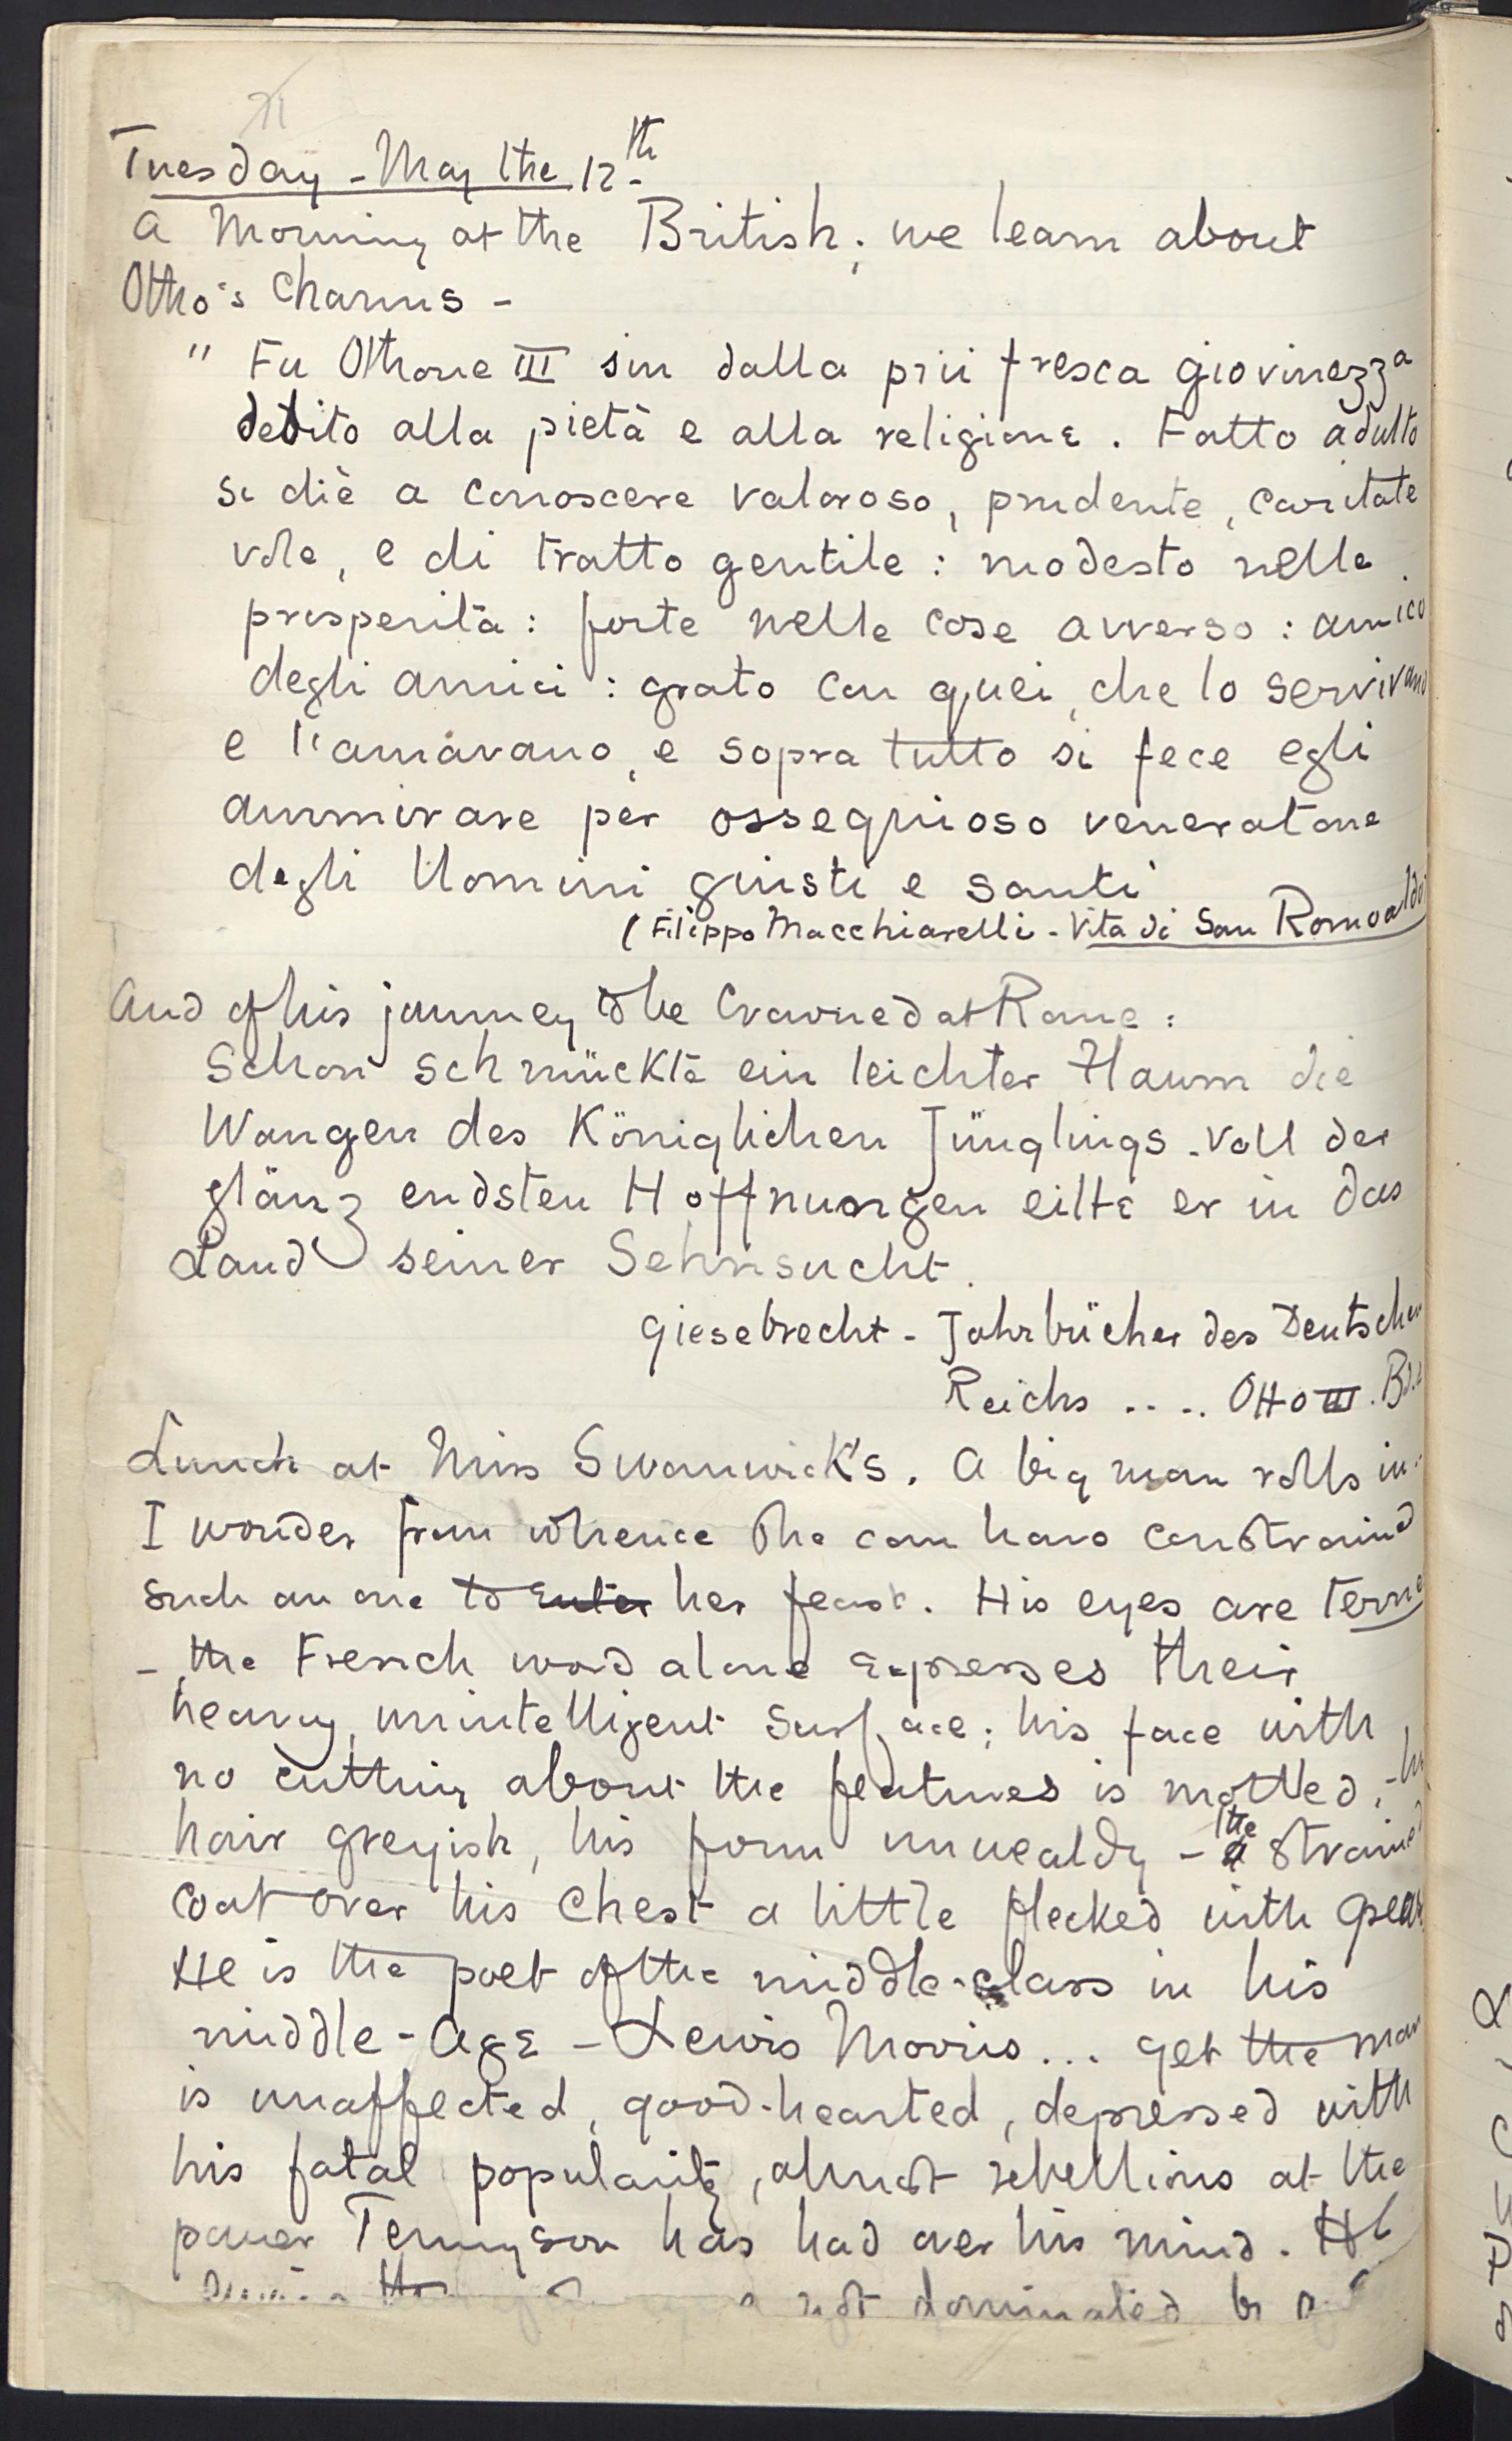 Tuesday - May the 12th -
A Morning at the British; we learn about
Otho's charms -
" Fu Othone III sin dalla più fresca giovinezza
dedito alla pietà e alla religione. Fatto adulto
si diè a conoscere valoroso, prudente, caritate
vole, e di tratto gentile: modesto nelle
prosperità: forte nelle cose avverse: amico
degli amici: grato con quei, che lo servivano
e l'amavano, e sopra tutto si fece egli
ammirare per ossequioso veneratore
degli Uomini giusti e santi
(Filippo Macchiarelli - Vita di San Romoaldo
And of his journey to be crowned at Rome:
Schon schmückte ein leichter Flaum die
Wangen des Königlichen Jünglings - voll der
glänzendsten Hoffnungen eilte er in das
Land seiner Sehnsucht.
Giesebrecht - Jahrbücher des Deutschen
Reichs .... Otto III.
Lunch at Miss Swanwick's. A big man rolls in.
I wonder from whence she can have constrained
such an one to enter her feast. His eyes are terne
- the French word alone expresses their
heavy, unintelligent surface; his face with
no cutting about the features is mottled, -
hair greyish, his form unwealdy - the strained
coat over his chest a little flecked with
He is the poet of the middle-class in his
middle-Age - Lewis Morris ... yet the man
is unaffected, good-hearted, depressed with
his fatal popularity, almost rebellious at the
power Tennyson has had over his mind. He
not dominated